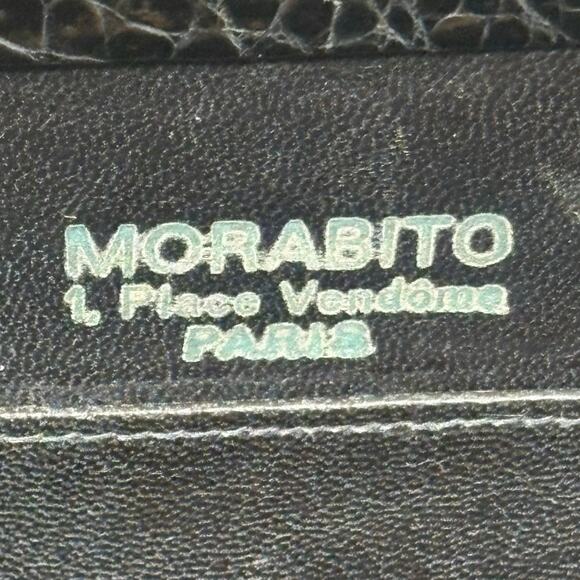 MORABITO
1, Place Vendôme
PARIS